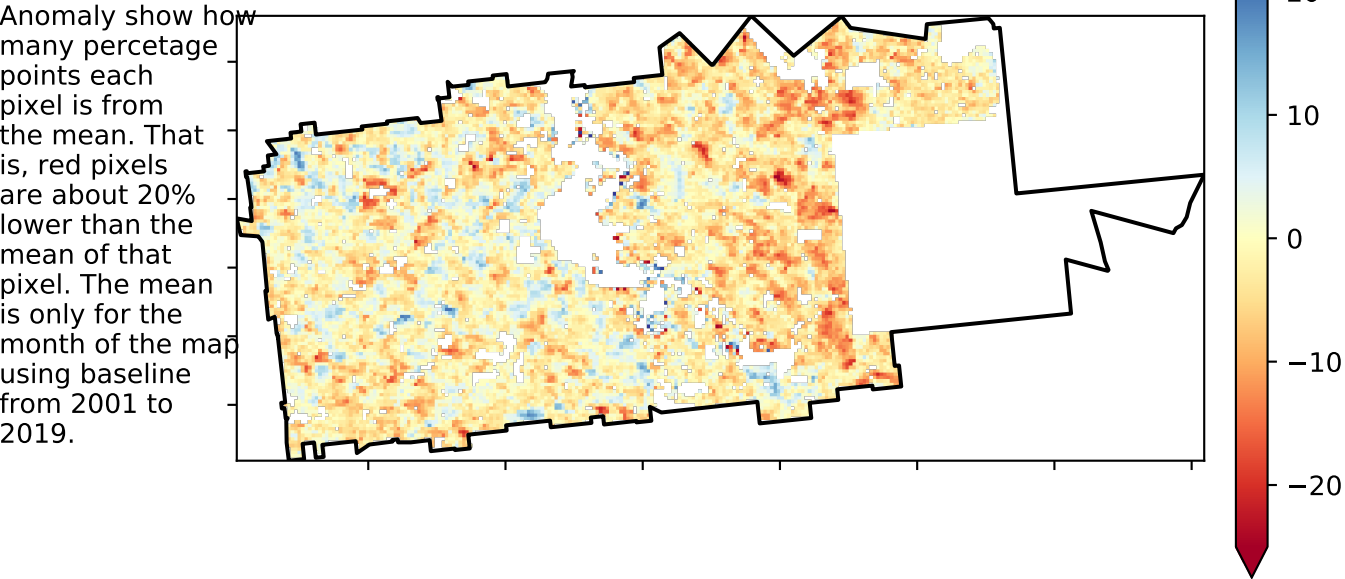 Anomaly show how
many percetage
points each
pixel is from
the mean. That
is, red pixels
are about 20%
lower than the
mean of that
pixel. The mean
is only for the
month of the map
using baseline
from 2001 to
2019.
10
0
−10
−20